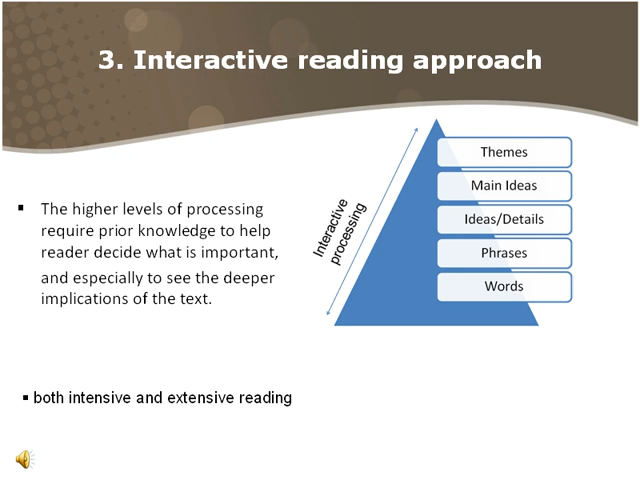 3. Interactive reading approach
▪ The higher levels of processing
require prior knowledge to help
reader decide what is important,
and especially to see the deeper
implications of the text.
▪ both intensive and extensive reading
Interactive
processing
Themes
Main Ideas
Ideas/Details
Phrases
Words